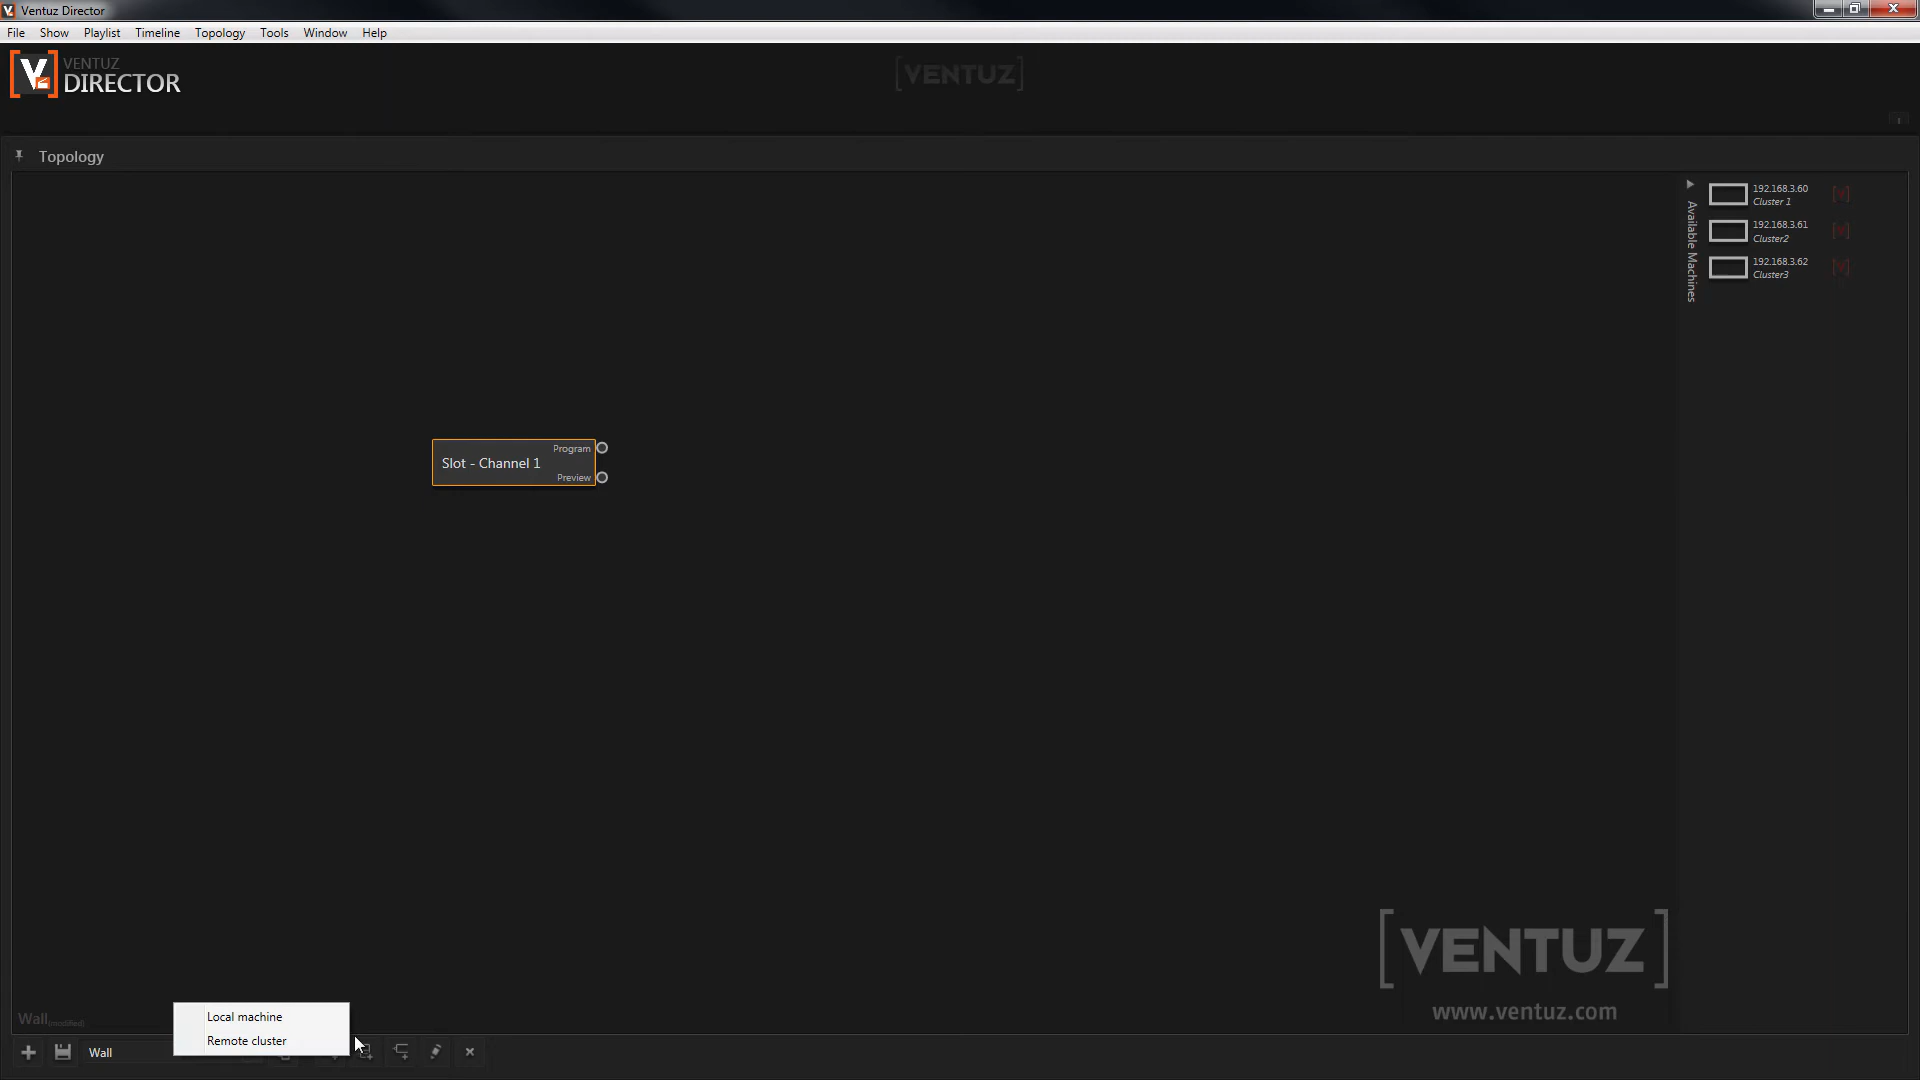 Ventuz Director
File Show Playlist Timeline Topology Tools Window Help
VENTUZ
DIRECTOR
[VENTUZ]
Topology
Available Machines
192.168.3.60
Cluster 1
192.168.3.61
Cluster2
192.168.3.62
Cluster3
Program
Slot - Channel 1
Preview
[VENTUZ]
www.ventuz.com
Wall (modified)
Local machine
Remote cluster
Wall